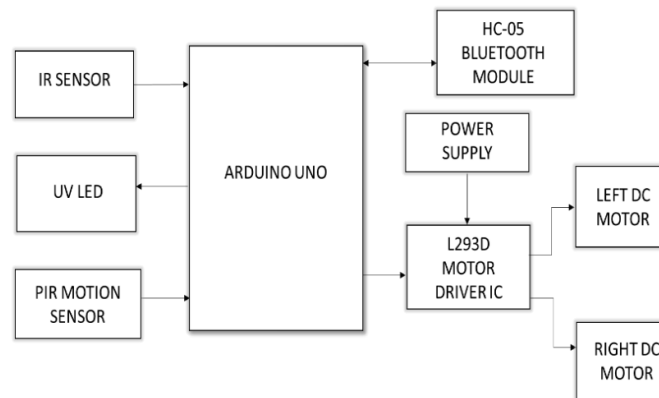 HC-05
BLUETOOTH
MODULE
IR SENSOR
POWER
SUPPLY
UV LED
ARDUINO UNO
LEFT DC
MOTOR
L293D
MOTOR
DRIVER IC
PIR MOTION
SENSOR
RIGHT DC
MOTOR